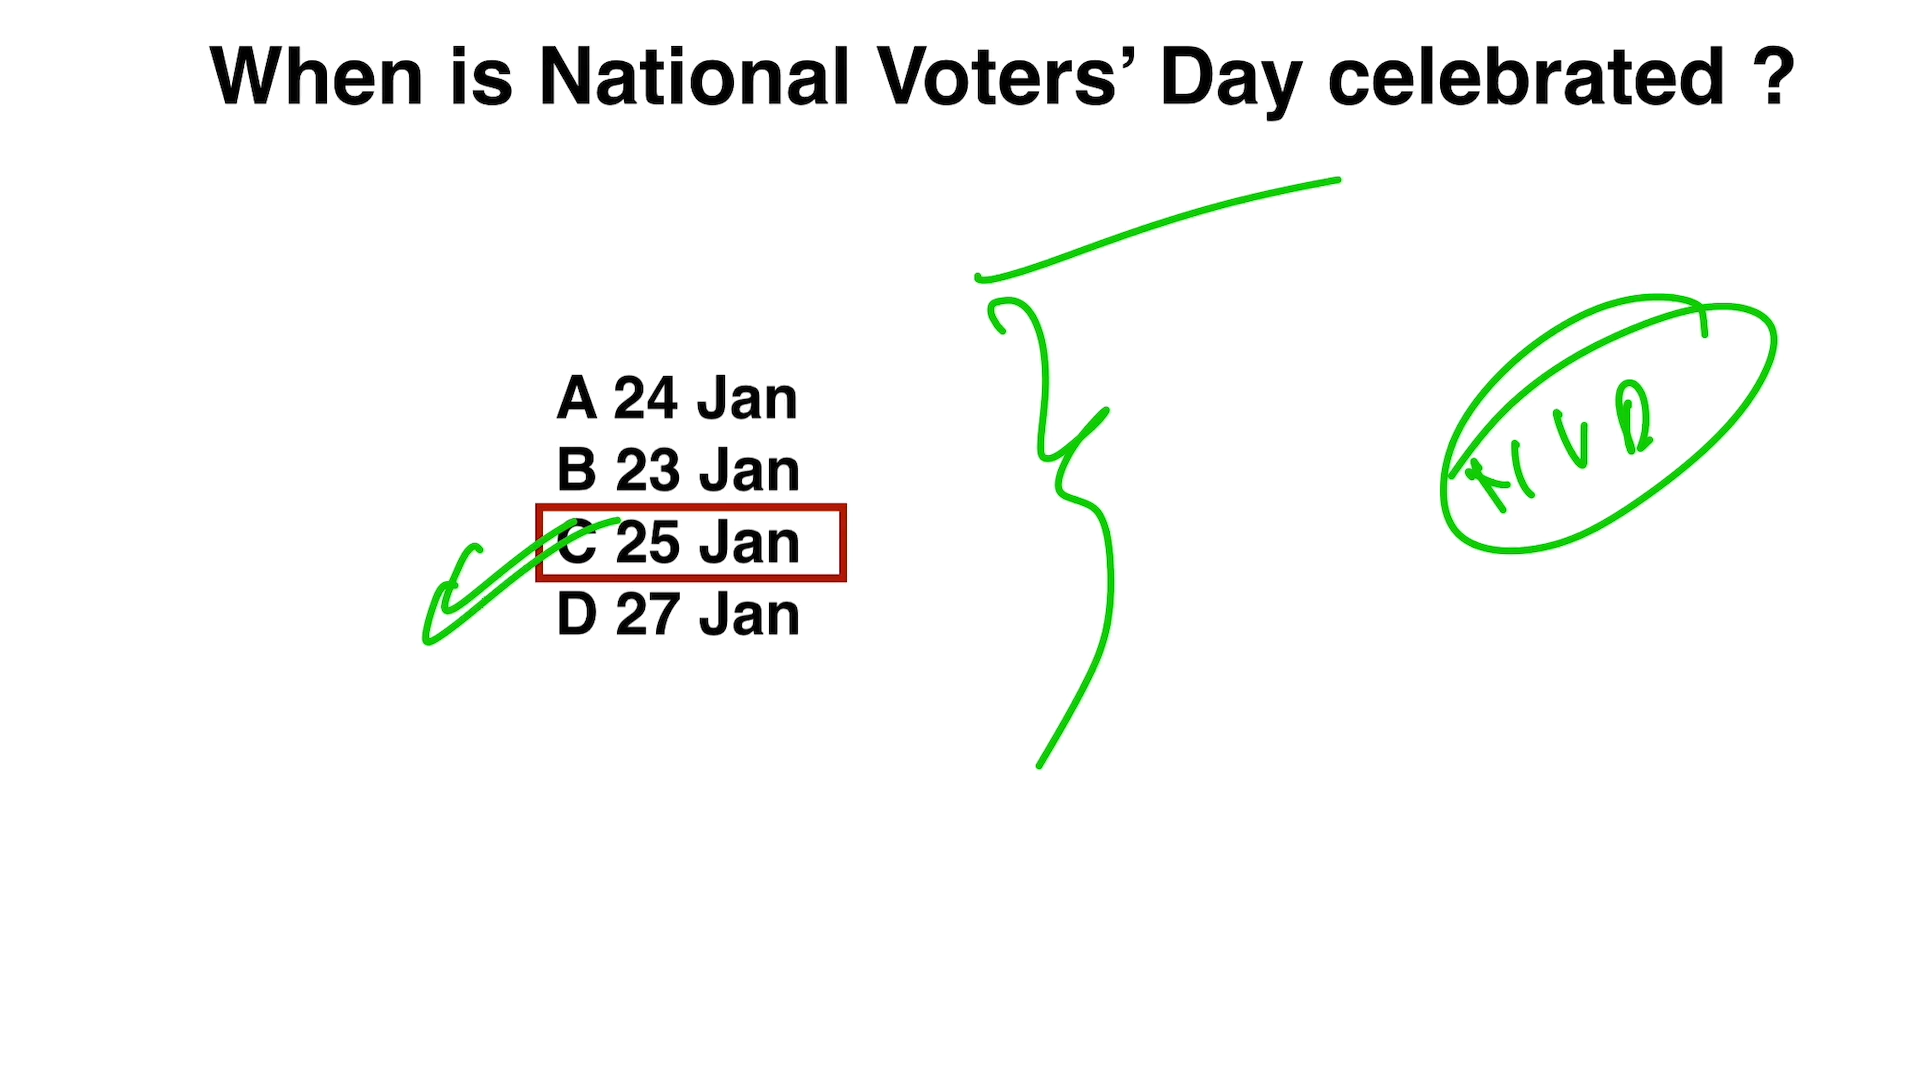 When is National Voters’ Day celebrated ?
A 24 Jan
B 23 Jan
C 25 Jan
D 27 Jan
NVD